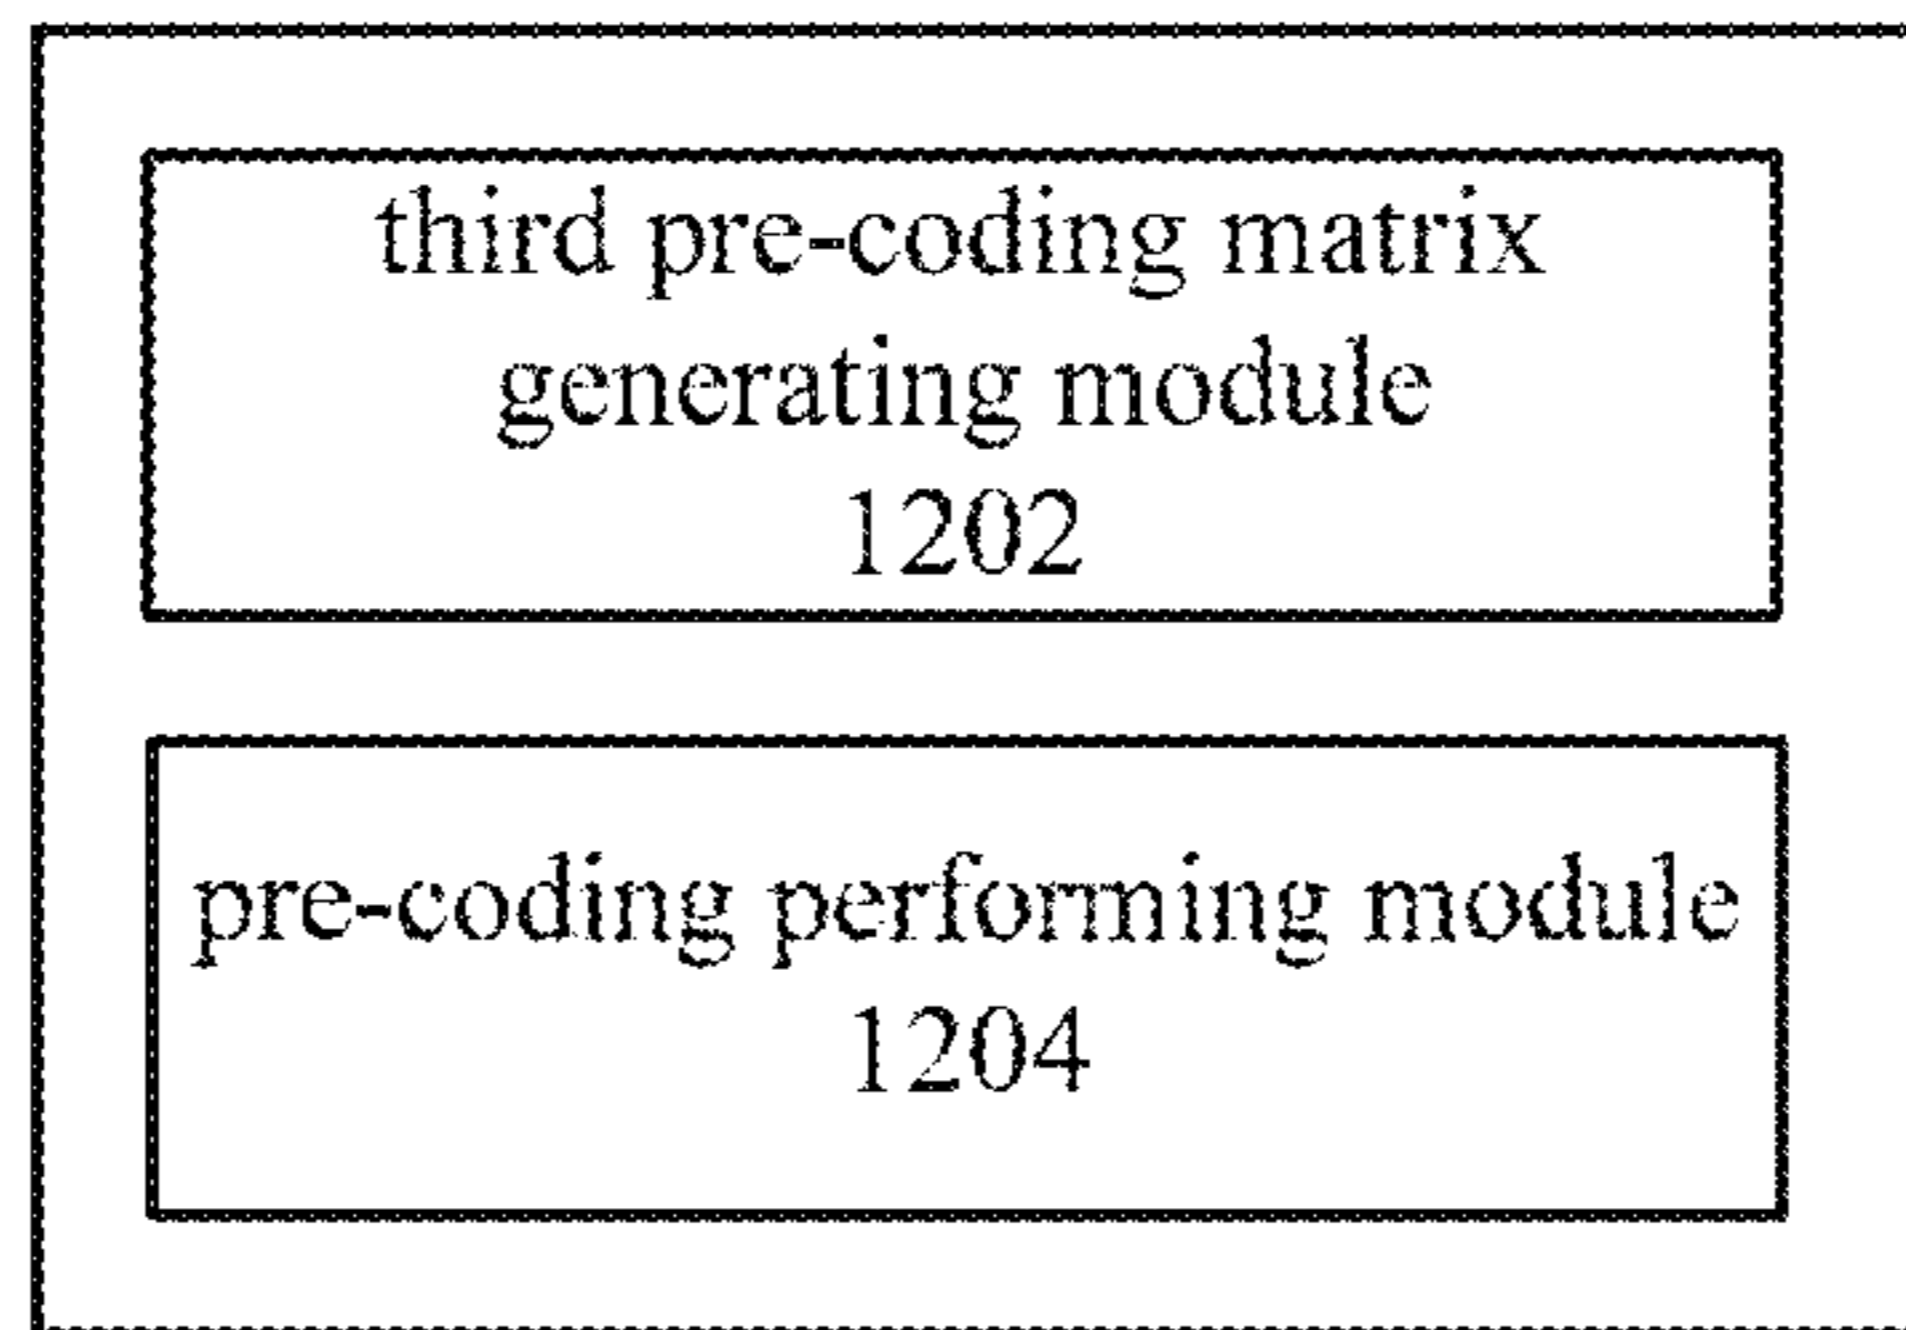 third pre-coding matrix
generating module
1202
pre-coding performing module
1204